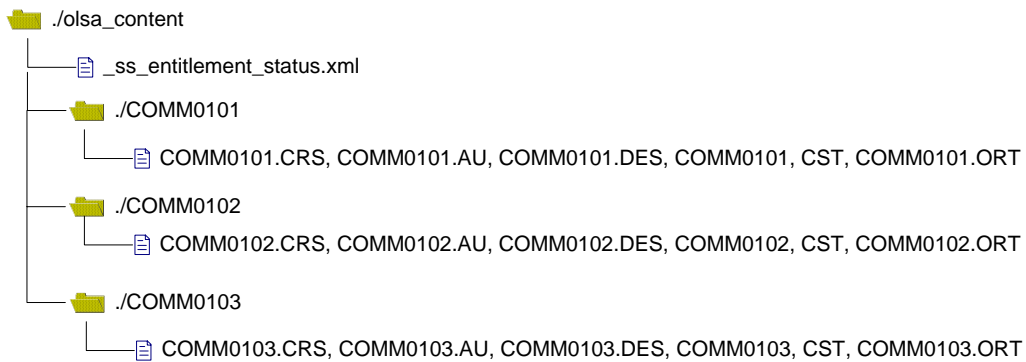 ./olsa_content
_ss_entitlement_status.xml
./COMM0101
COMM0101.CRS, COMM0101.AU, COMM0101.DES, COMM0101, CST, COMM0101.ORT
./COMM0102
COMM0102.CRS, COMM0102.AU, COMM0102.DES, COMM0102, CST, COMM0102.ORT
./COMM0103
COMM0103.CRS, COMM0103.AU, COMM0103.DES, COMM0103, CST, COMM0103.ORT